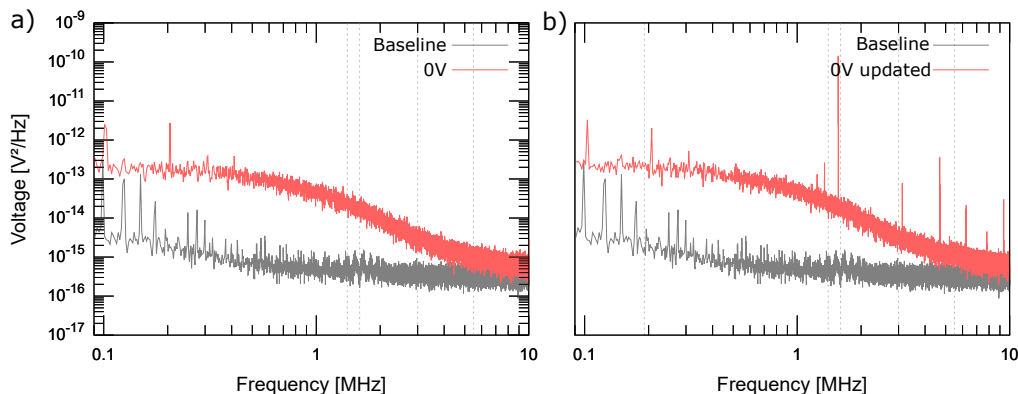 a)
Voltage [V²/Hz]
10⁻⁹
10⁻¹⁰
10⁻¹¹
10⁻¹²
10⁻¹³
10⁻¹⁴
10⁻¹⁵
10⁻¹⁶
10⁻¹⁷
Baseline
0V
0.1 1 10
Frequency [MHz]
b)
Baseline
0V updated
0.1 1 10
Frequency [MHz]